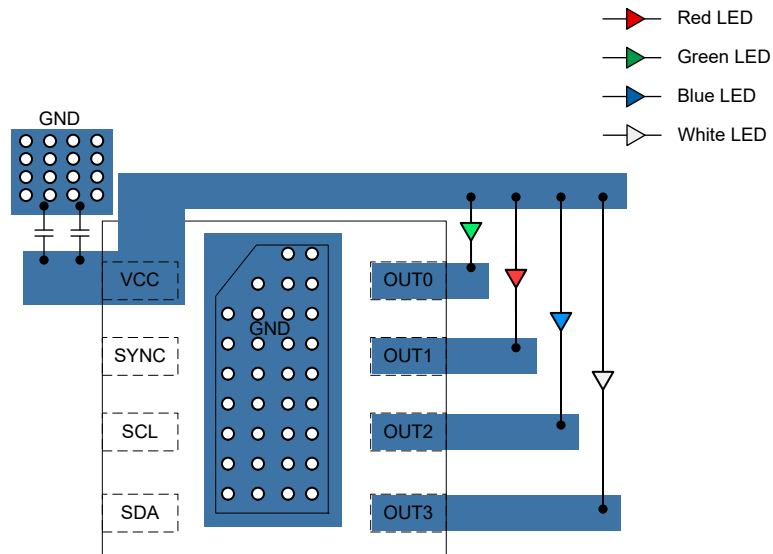 Red LED
Green LED
Blue LED
White LED
GND
VCC
OUT0
GND
SYNC
OUT1
SCL
OUT2
SDA
OUT3